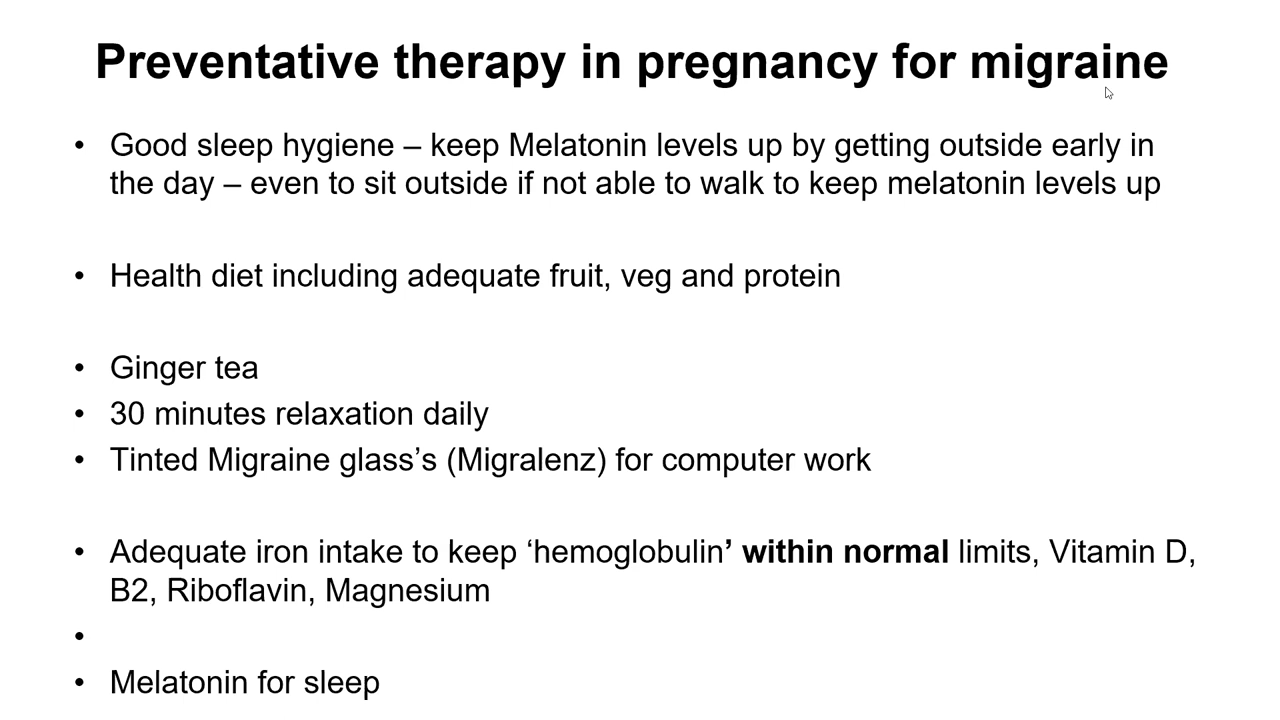 Preventative therapy in pregnancy for migraine
• Good sleep hygiene – keep Melatonin levels up by getting outside early in
the day – even to sit outside if not able to walk to keep melatonin levels up
• Health diet including adequate fruit, veg and protein
• Ginger tea
• 30 minutes relaxation daily
• Tinted Migraine glass’s (Migralenz) for computer work
• Adequate iron intake to keep ‘hemoglobulin’ within normal limits, Vitamin D,
B2, Riboflavin, Magnesium
•
• Melatonin for sleep